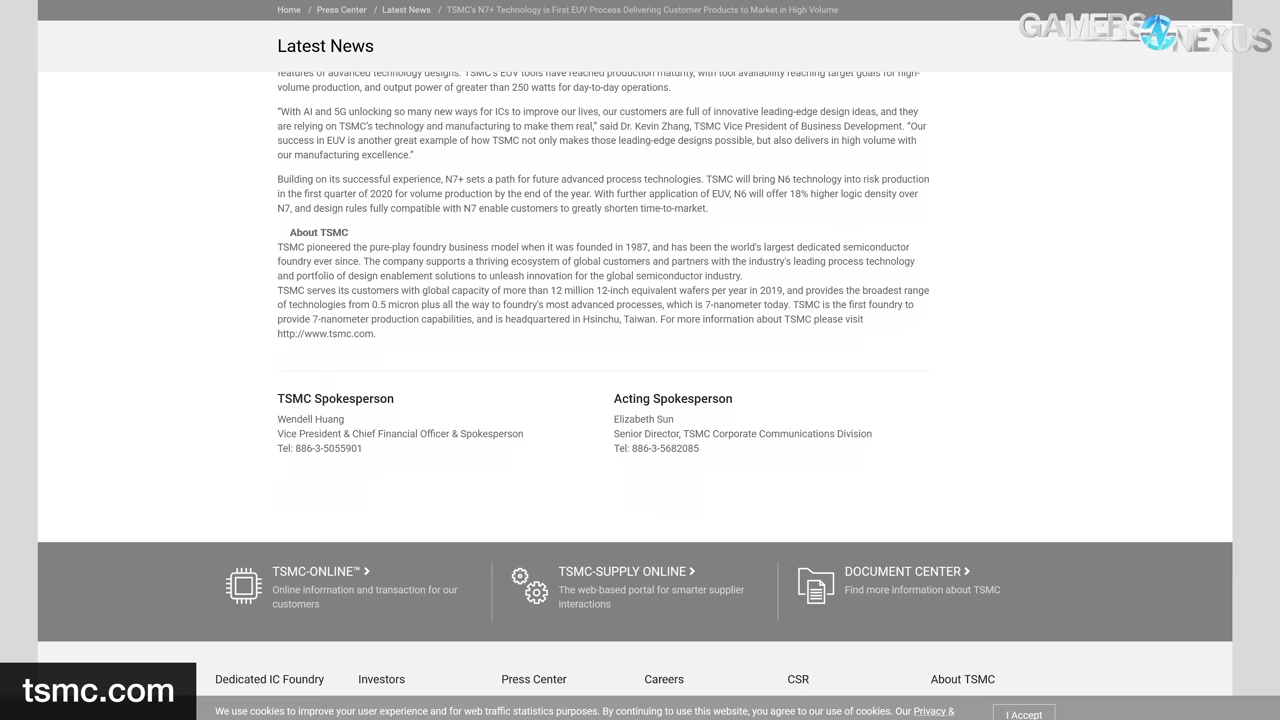 Home / Press Center / Latest News / TSMC's N7+ Technology is First EUV Process Delivering Customer Products to Market in High Volume
GAMERS NEXUS
Latest News
features of advanced technology designs. TSMC's EUV tools have reached production maturity, with tool availability reaching target goals for high-
volume production, and output power of greater than 250 watts for day-to-day operations.
“With AI and 5G unlocking so many new ways for ICs to improve our lives, our customers are full of innovative leading-edge design ideas, and they
are relying on TSMC's technology and manufacturing to make them real,” said Dr. Kevin Zhang, TSMC Vice President of Business Development. “Our
success in EUV is another great example of how TSMC not only makes those leading-edge designs possible, but also delivers in high volume with
our manufacturing excellence.”
Building on its successful experience, N7+ sets a path for future advanced process technologies. TSMC will bring N6 technology into risk production
in the first quarter of 2020 for volume production by the end of the year. With further application of EUV, N6 will offer 18% higher logic density over
N7, and design rules fully compatible with N7 enable customers to greatly shorten time-to-market.
About TSMC
TSMC pioneered the pure-play foundry business model when it was founded in 1987, and has been the world's largest dedicated semiconductor
foundry ever since. The company supports a thriving ecosystem of global customers and partners with the industry's leading process technology
and portfolio of design enablement solutions to unleash innovation for the global semiconductor industry.
TSMC serves its customers with global capacity of more than 12 million 12-inch equivalent wafers per year in 2019, and provides the broadest range
of technologies from 0.5 micron plus all the way to foundry's most advanced processes, which is 7-nanometer today. TSMC is the first foundry to
provide 7-nanometer production capabilities, and is headquartered in Hsinchu, Taiwan. For more information about TSMC please visit
http://www.tsmc.com.
TSMC Spokesperson
Wendell Huang
Vice President & Chief Financial Officer & Spokesperson
Tel: 886-3-5055901
Acting Spokesperson
Elizabeth Sun
Senior Director, TSMC Corporate Communications Division
Tel: 886-3-5682085
TSMC-ONLINE™
Online information and transaction for our
customers
TSMC-SUPPLY ONLINE
The web-based portal for smarter supplier
interactions
DOCUMENT CENTER
Find more information about TSMC
Dedicated IC Foundry
Investors
Press Center
Careers
CSR
About TSMC
tsmc.com
We use cookies to improve your user experience and for web traffic statistics purposes. By continuing to use this website, you agree to our use of cookies. Our Privacy &
I Accept